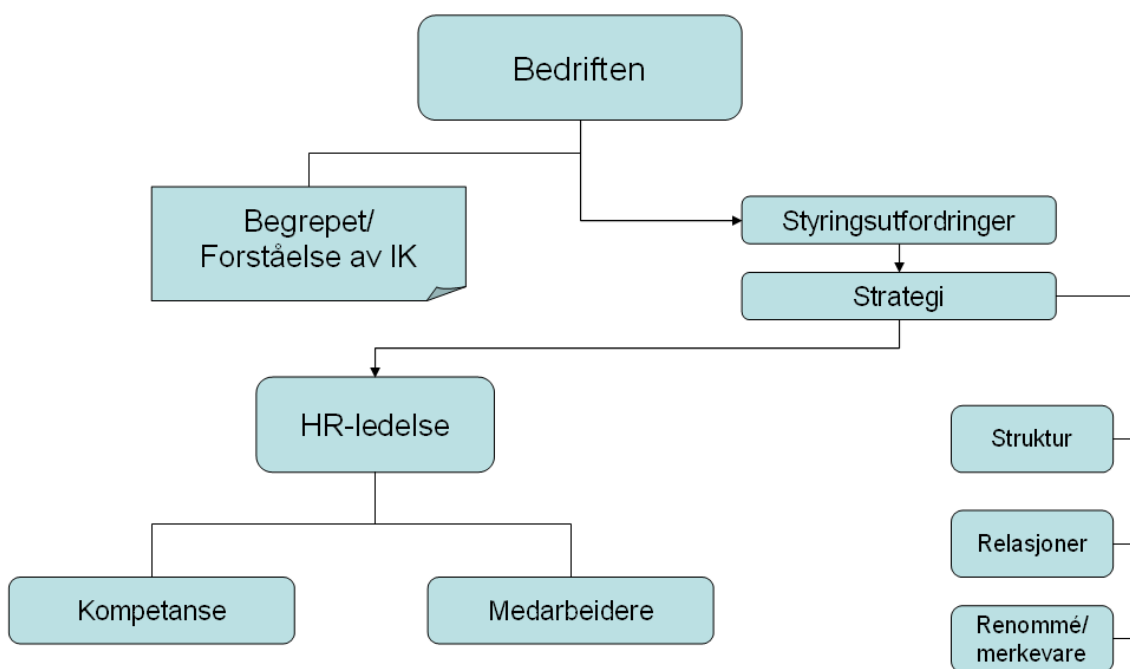 Bedriften
Begrepet/
Forståelse av IK
Styringsutfordringer
Strategi
HR-ledelse
Struktur
Relasjoner
Kompetanse
Medarbeidere
Renommé/
merkevare